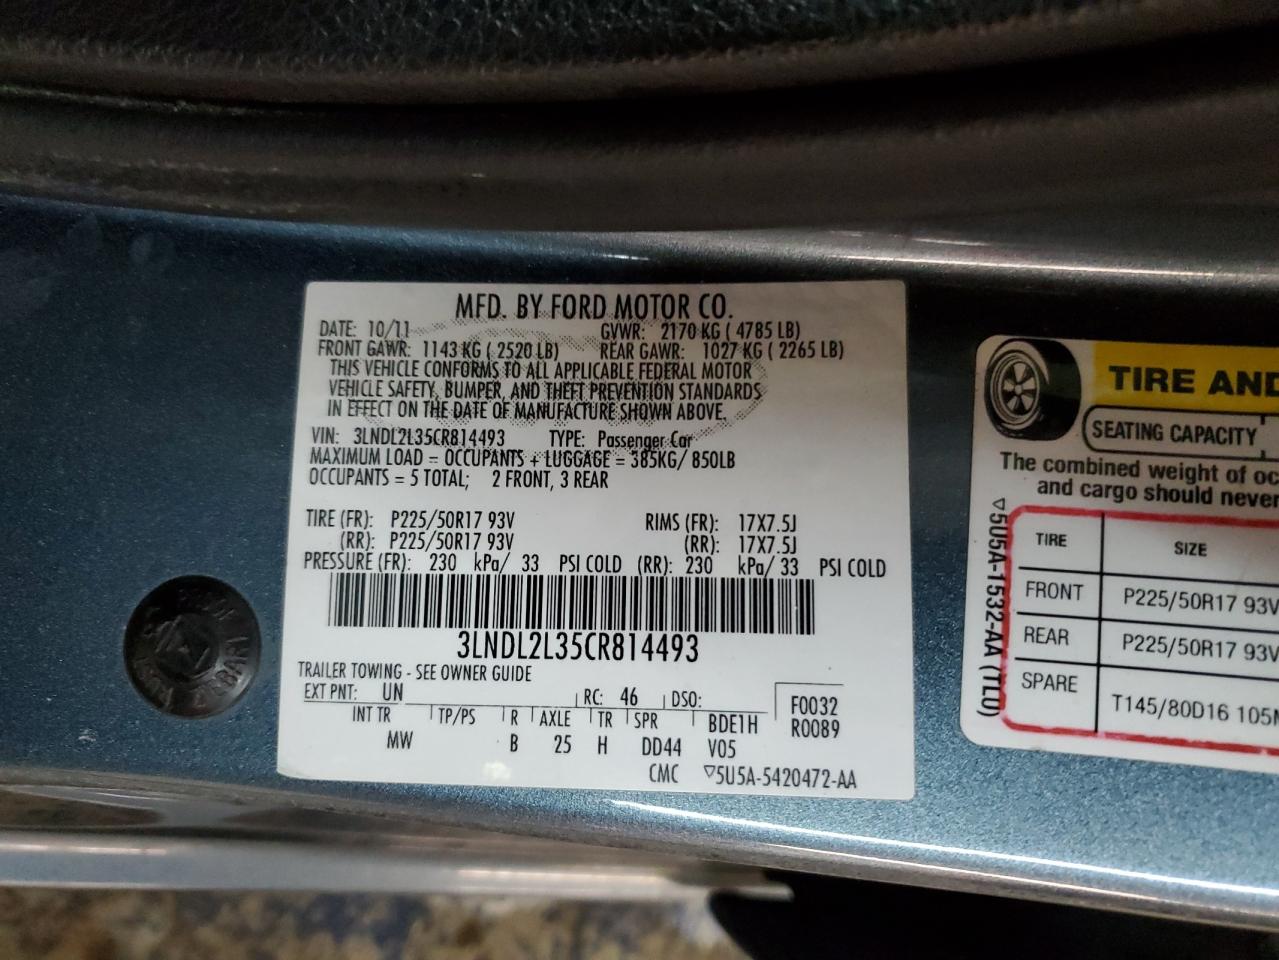 MFD. BY FORD MOTOR CO.
DATE: 10/11 GVWR: 2170 KG ( 4785 LB)
FRONT GAWR: 1143 KG ( 2520 LB) REAR GAWR: 1027 KG ( 2265 LB)
THIS VEHICLE CONFORMS TO ALL APPLICABLE FEDERAL MOTOR
VEHICLE SAFETY, BUMPER, AND THEFT PREVENTION STANDARDS
IN EFFECT ON THE DATE OF MANUFACTURE SHOWN ABOVE.
VIN: 3LNDL2L35CR814493 TYPE: Passenger Car
MAXIMUM LOAD = OCCUPANTS + LUGGAGE = 385KG/ 850LB
OCCUPANTS = 5 TOTAL; 2 FRONT, 3 REAR
TIRE (FR): P225/50R17 93V RIMS (FR): 17X7.5J
(RR): P225/50R17 93V (RR): 17X7.5J
PRESSURE (FR): 230 kPa/ 33 PSI COLD (RR): 230 kPa/ 33 PSI COLD
3LNDL2L35CR814493
TRAILER TOWING - SEE OWNER GUIDE
EXT PNT: UN RC: 46 DSO: F0032
INT TR TP/PS R AXLE TR SPR BDE1H R0089
MW B 25 H DD44 V05
CMC ▽5U5A-5420472-AA
TIRE AND
SEATING CAPACITY
The combined weight of oc
and cargo should never
TIRE SIZE
FRONT P225/50R17 93V
REAR P225/50R17 93V
SPARE T145/80D16 105M
▽5U5A-1532-AA (TL0)